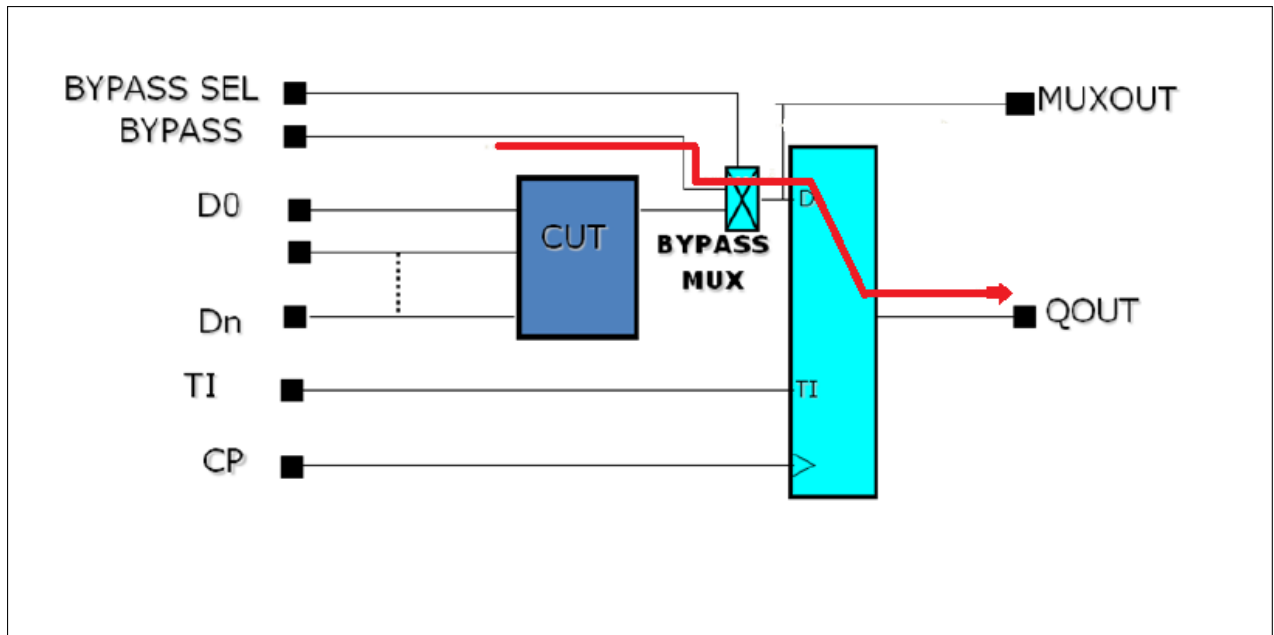 BYPASS SEL
MUXOUT
BYPASS
D0
CUT
D
BYPASS
MUX
Dn
QOUT
TI
TI
CP